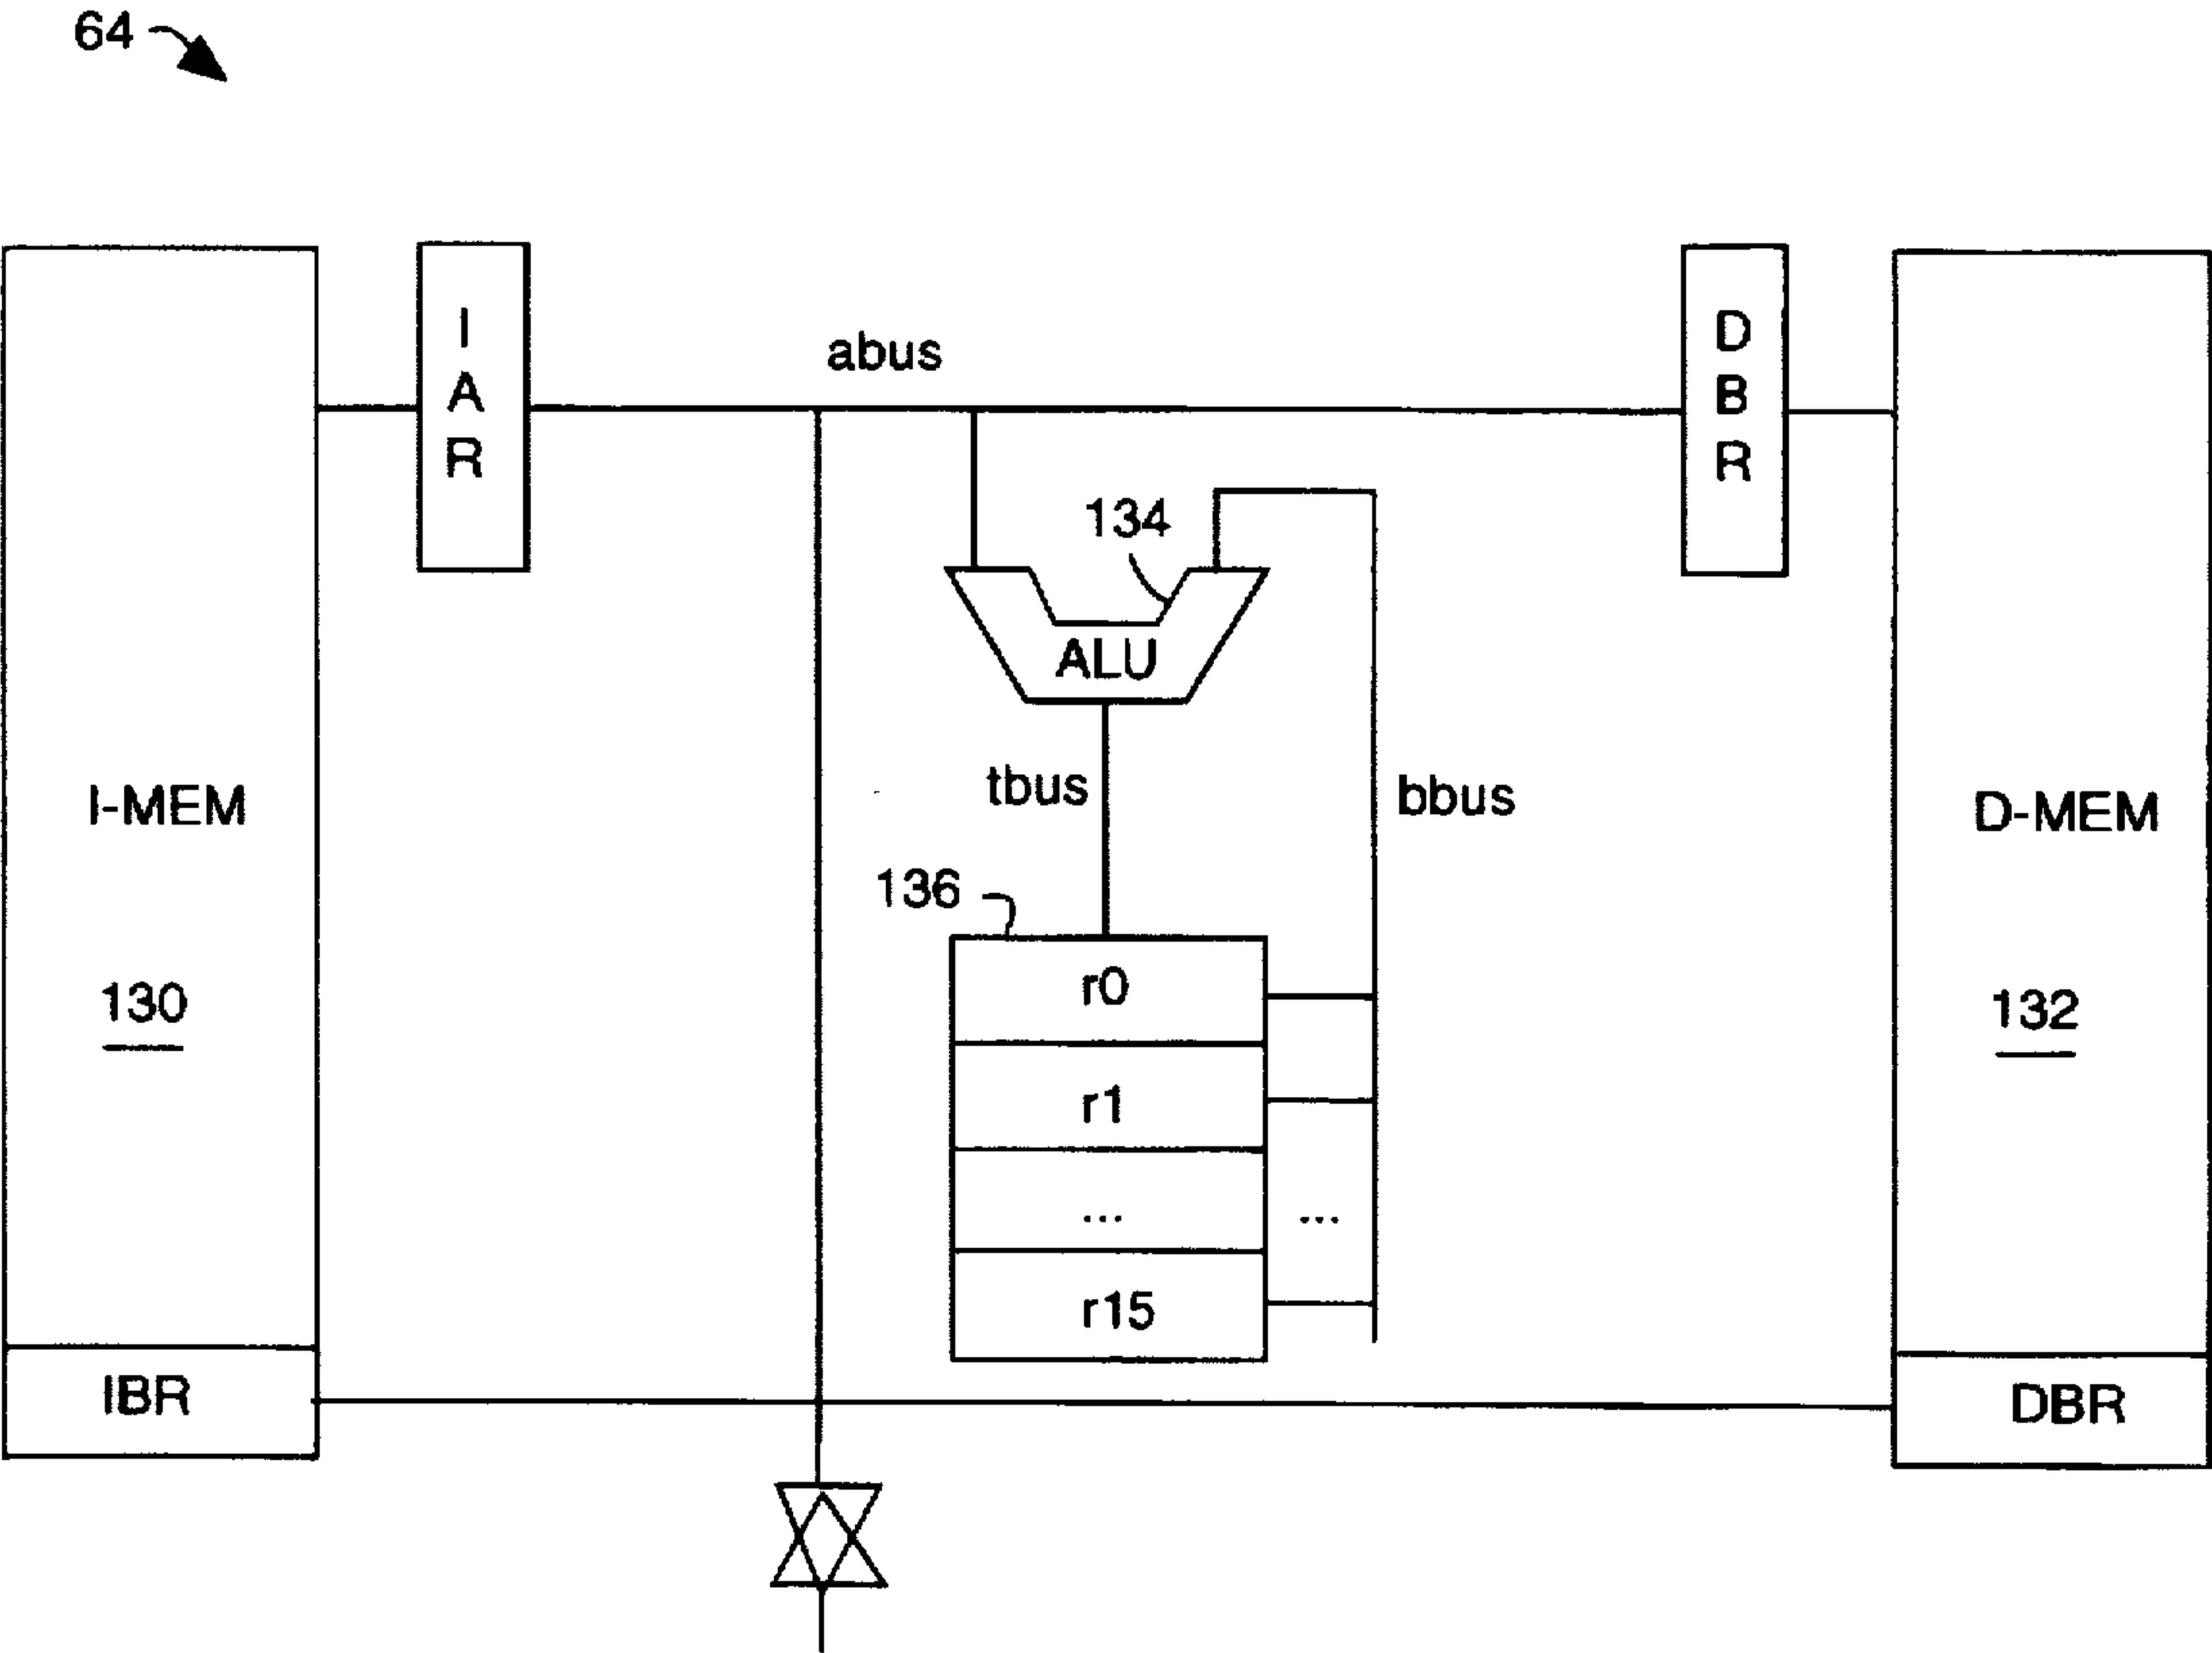 64
I
A
R
abus
D
B
R
134
ALU
I-MEM
tbus
bbus
D-MEM
136
r0
130
132
r1
...
...
r15
IBR
DBR